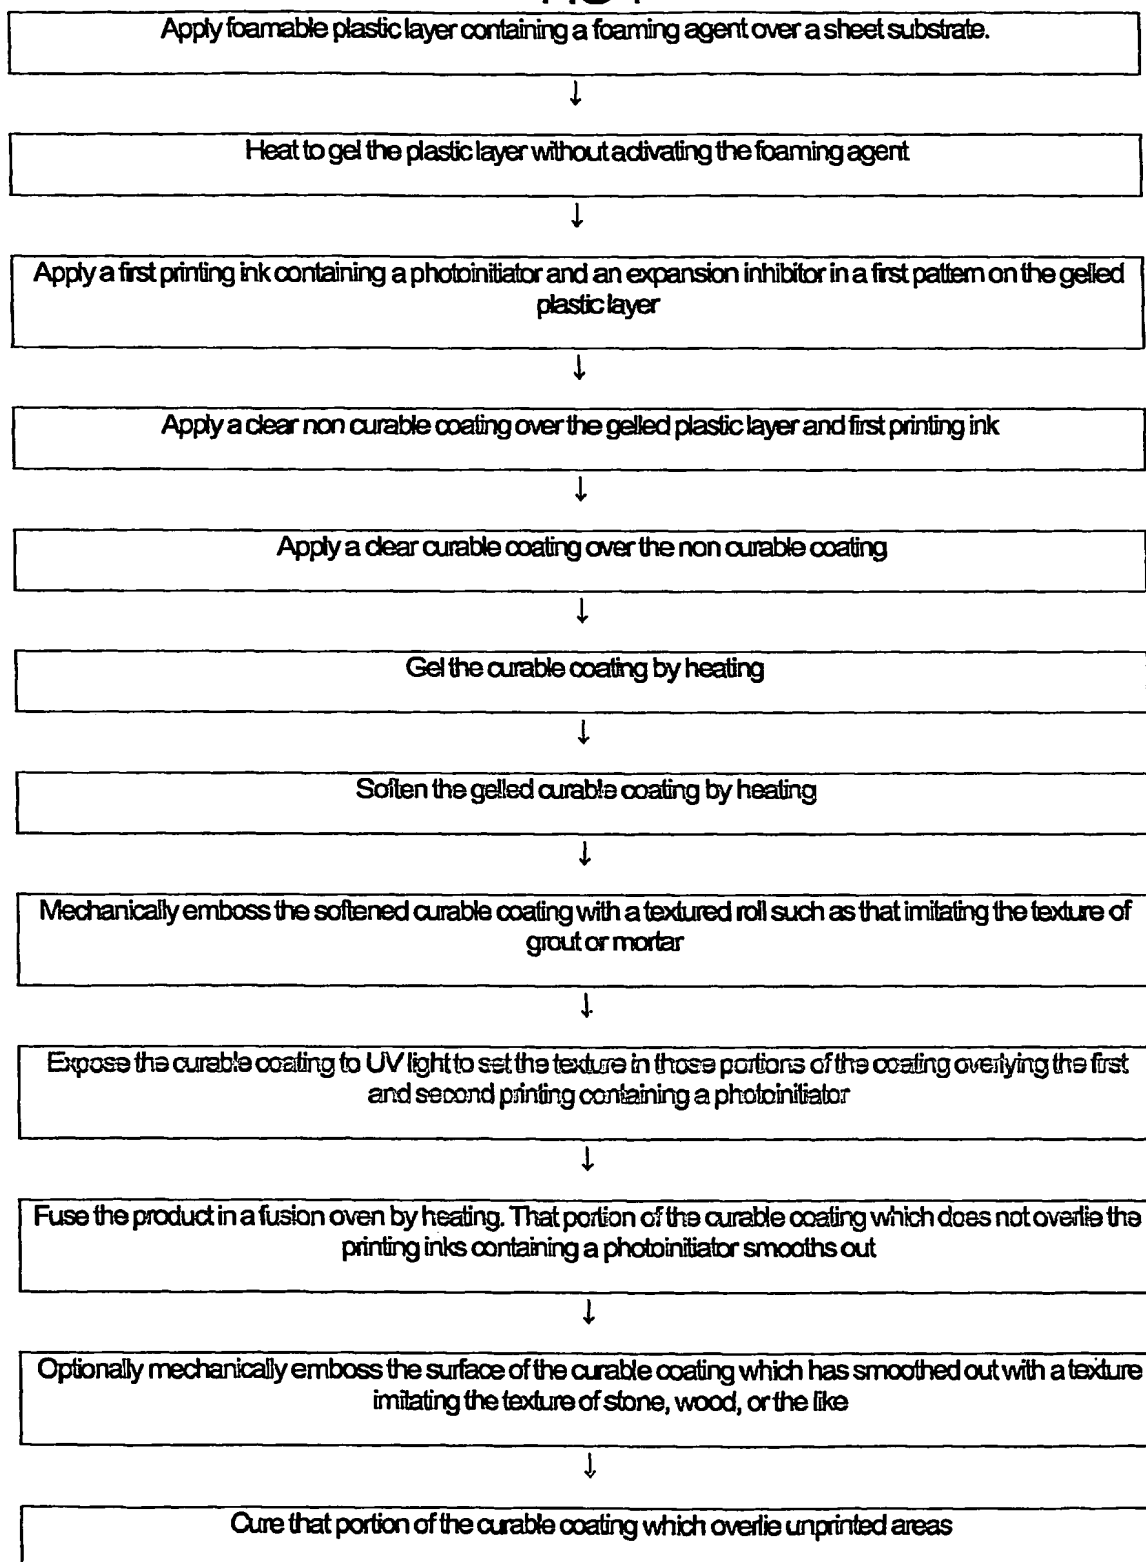 Apply foamable plastic layer containing a foaming agent over a sheet substrate.
↓
Heat to gel the plastic layer without activating the foaming agent
↓
Apply a first printing ink containing a photoinitiator and an expansion inhibitor in a first pattern on the gelled
plastic layer
↓
Apply a clear non curable coating over the gelled plastic layer and first printing ink
↓
Apply a clear curable coating over the non curable coating
↓
Gel the curable coating by heating
↓
Soften the gelled curable coating by heating
↓
Mechanically emboss the softened curable coating with a textured roll such as that imitating the texture of
grout or mortar
↓
Expose the curable coating to UV light to set the texture in those portions of the coating overlying the first
and second printing containing a photoinitiator
↓
Fuse the product in a fusion oven by heating. That portion of the curable coating which does not overlie the
printing inks containing a photoinitiator smooths out
↓
Optionally mechanically emboss the surface of the curable coating which has smoothed out with a texture
imitating the texture of stone, wood, or the like
↓
Cure that portion of the curable coating which overlie unprinted areas